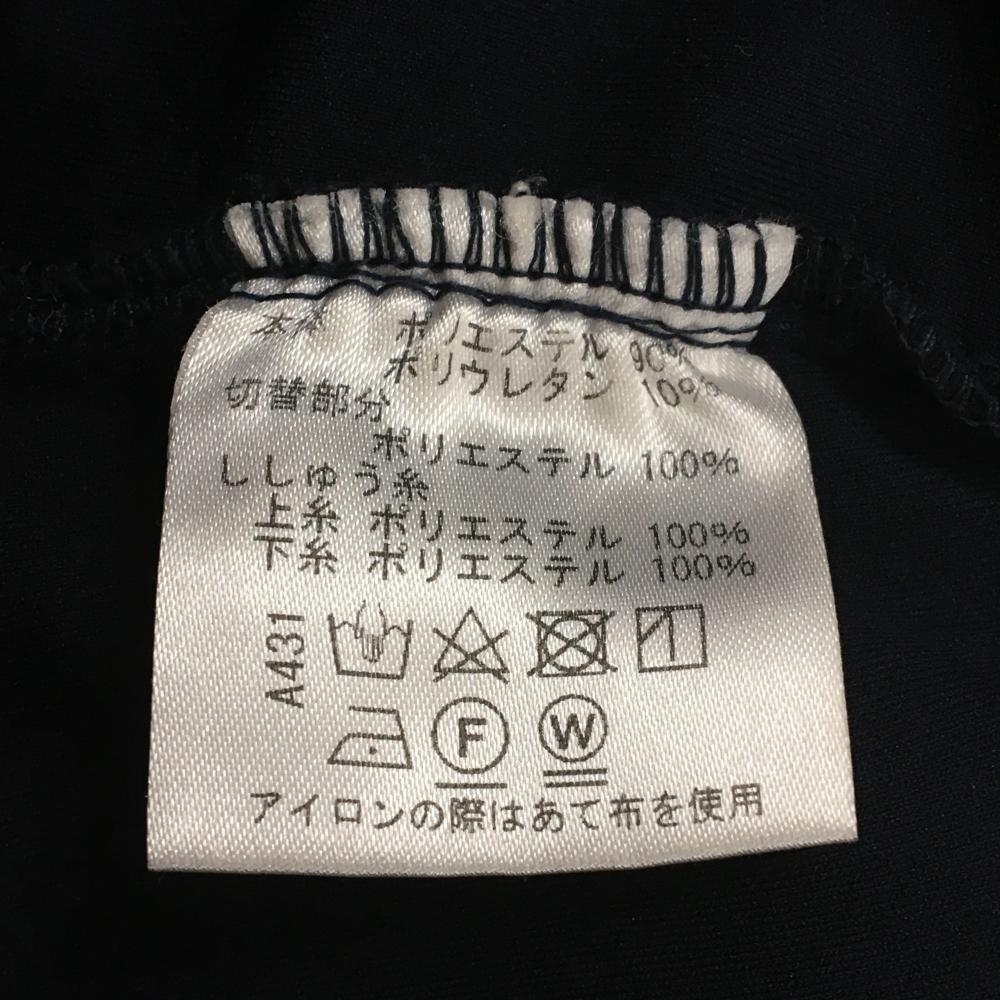 本体 ポリエステル 90%
ポリウレタン 10%
切替部分
ポリエステル 100%
ししゅう糸
上糸 ポリエステル 100%
下糸 ポリエステル 100%
A431
F W
アイロンの際はあて布を使用